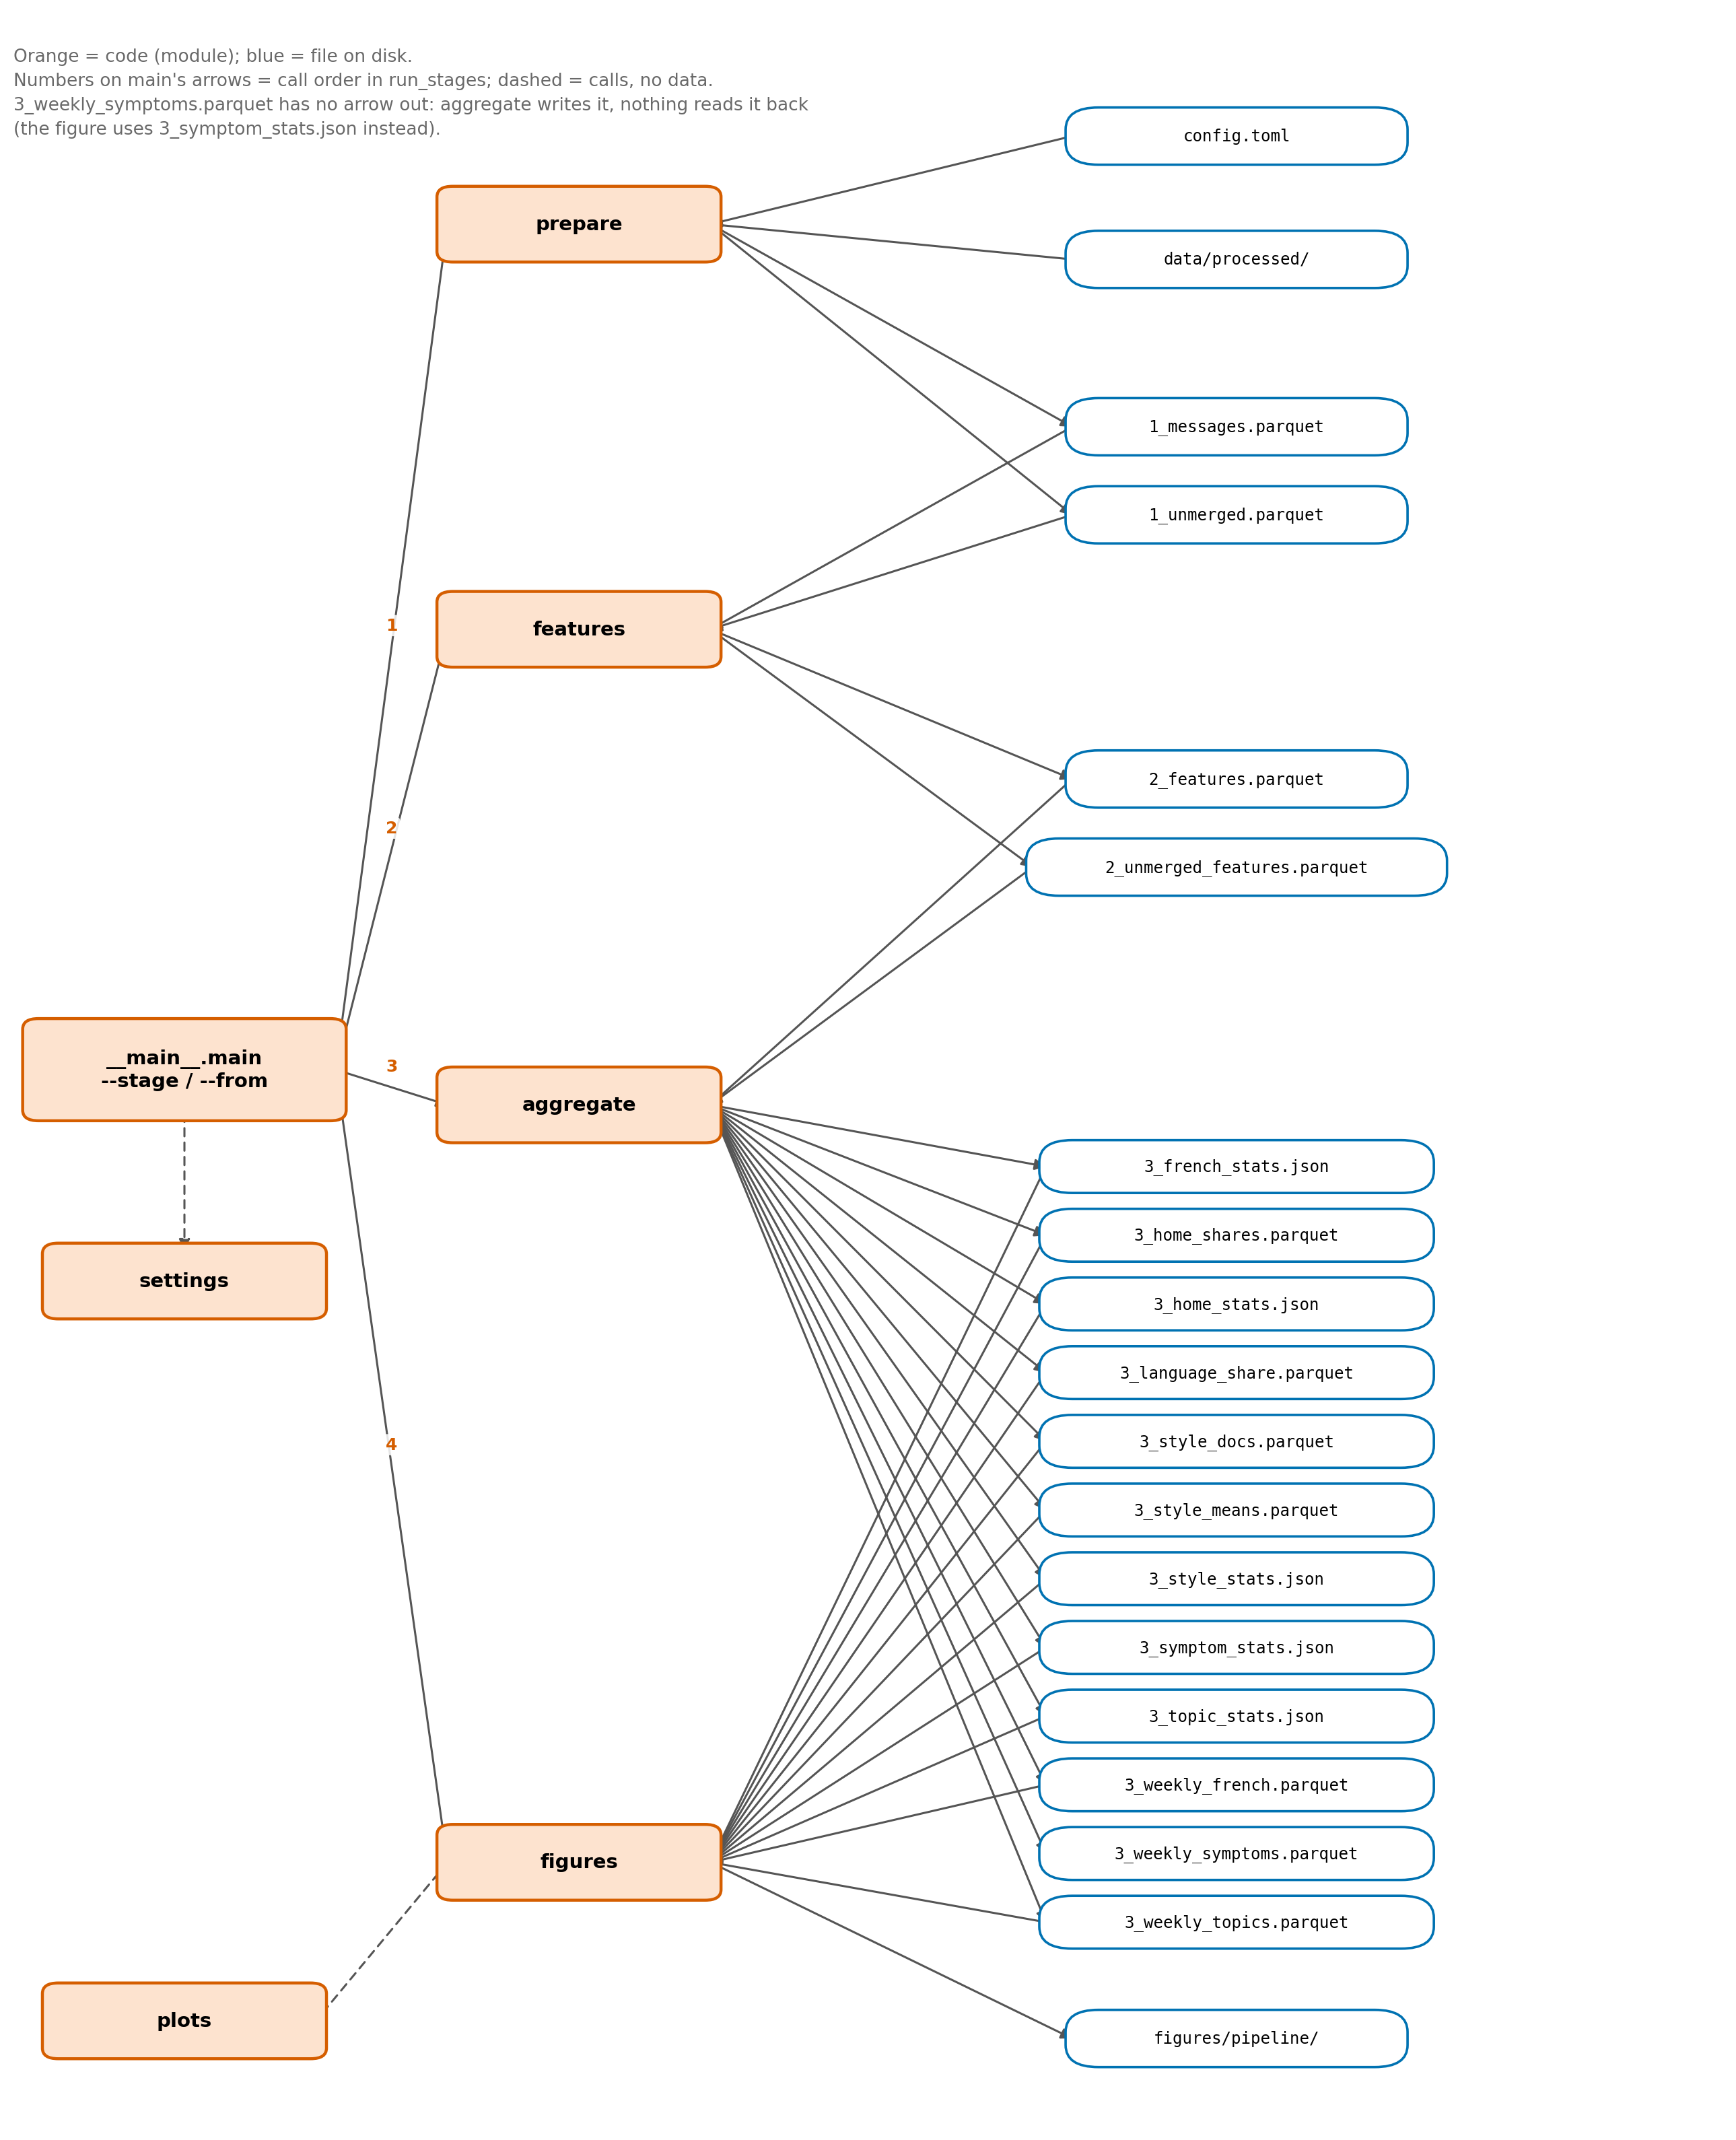 Orange = code (module); blue = file on disk.
Numbers on main's arrows = call order in run_stages; dashed = calls, no data.
3_weekly_symptoms.parquet has no arrow out: aggregate writes it, nothing reads it back
(the figure uses 3_symptom_stats.json instead).
config.toml
prepare
data/processed/
1_messages.parquet
1_unmerged.parquet
1
features
2_features.parquet
2
2_unmerged_features.parquet
__main__.main
--stage / --from
3
aggregate
3_french_stats.json
3_home_shares.parquet
settings
3_home_stats.json
3_language_share.parquet
3_style_docs.parquet
4
3_style_means.parquet
3_style_stats.json
3_symptom_stats.json
3_topic_stats.json
3_weekly_french.parquet
3_weekly_symptoms.parquet
figures
3_weekly_topics.parquet
plots
figures/pipeline/